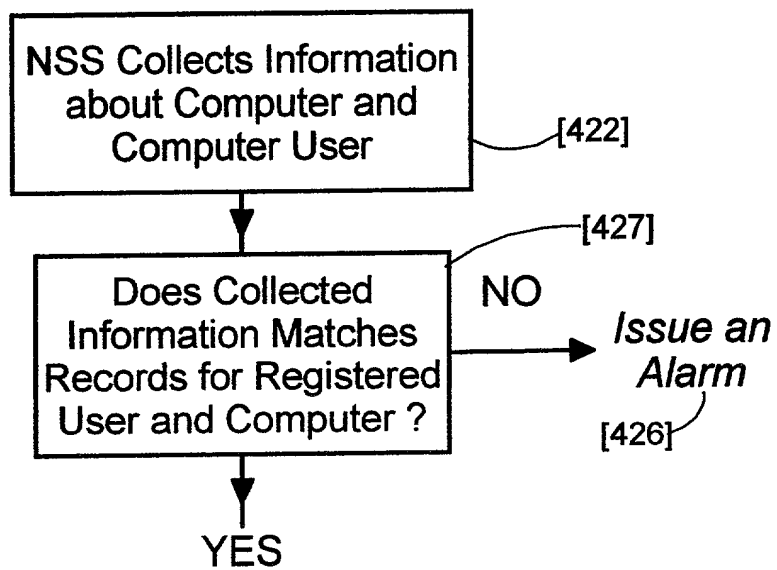 NSS Collects Information
about Computer and
Computer User
[422]
[427]
Does Collected
Information Matches
Records for Registered
User and Computer ?
NO
Issue an
Alarm
[426]
YES